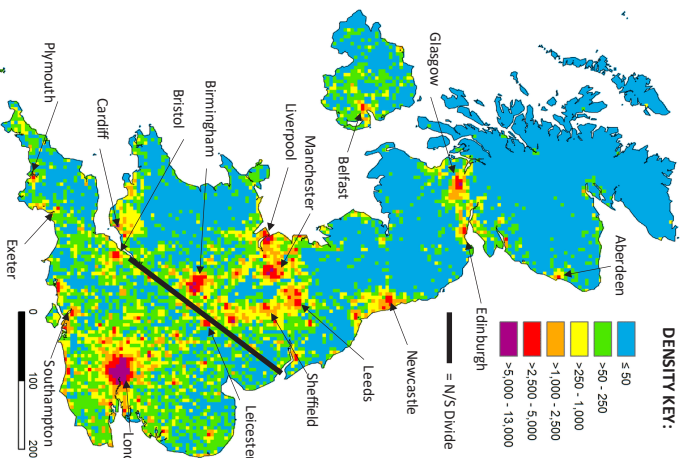 DENSITY KEY:
≤ 50
>50 - 250
>250 - 1,000
>1,000 - 2,500
>2,500 - 5,000
>5,000 - 13,000
= N/S Divide
Aberdeen
Glasgow
Edinburgh
Belfast
Newcastle
Manchester
Liverpool
Leeds
Sheffield
Birmingham
Leicester
Bristol
Cardiff
Lond
Plymouth
Southampton
Exeter
0
100
200